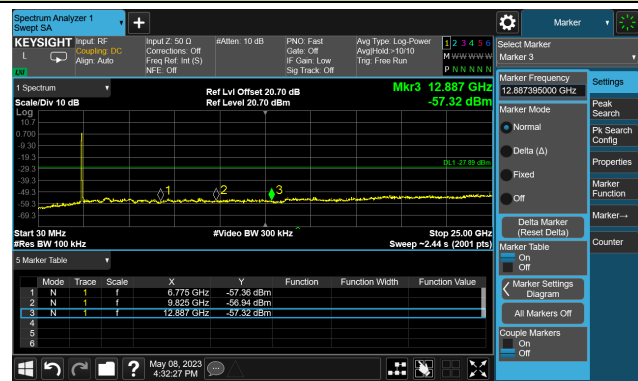 Spectrum Analyzer 1
Swept SA
+
Marker
KEYSIGHT Input: RF Input Z: 50 Ω #Atten: 10 dB PNO: Fast Avg Type: Log-Power 1 2 3 4 5 6
L Coupling: DC Corrections: Off Gate: Off Avg|Hold:>10/10 M W W W W W
Align: Auto Freq Ref: Int (S) IF Gain: Low Trig: Free Run
NFE: Off Sig Track: Off P N N N N N
Select Marker
Marker 3
1 Spectrum
Ref Lvl Offset 20.70 dB Mkr3 12.887 GHz
Scale/Div 10 dB Ref Level 20.70 dBm -57.32 dBm
Log
10.7
0.700
-9.30
-19.3
-29.3
-39.3
-49.3
-59.3
-69.3
DL1 -27.89 dBm
1
2
3
Start 30 MHz #Video BW 300 kHz Stop 25.00 GHz
#Res BW 100 kHz Sweep ~2.44 s (2001 pts)
5 Marker Table
Mode Trace Scale X Y Function Function Width Function Value
1 N 1 f 6.775 GHz -57.36 dBm
2 N 1 f 9.825 GHz -56.94 dBm
3 N 1 f 12.887 GHz -57.32 dBm
4
5
6
Marker Frequency
12.887395000 GHz
Marker Mode
Normal
Delta (Δ)
Fixed
Off
Delta Marker
(Reset Delta)
Marker Table
On
Off
Marker Settings
Diagram
All Markers Off
Couple Markers
On
Off
Settings
Peak
Search
Pk Search
Config
Properties
Marker
Function
Marker→
Counter
? May 08, 2023
4:32:27 PM